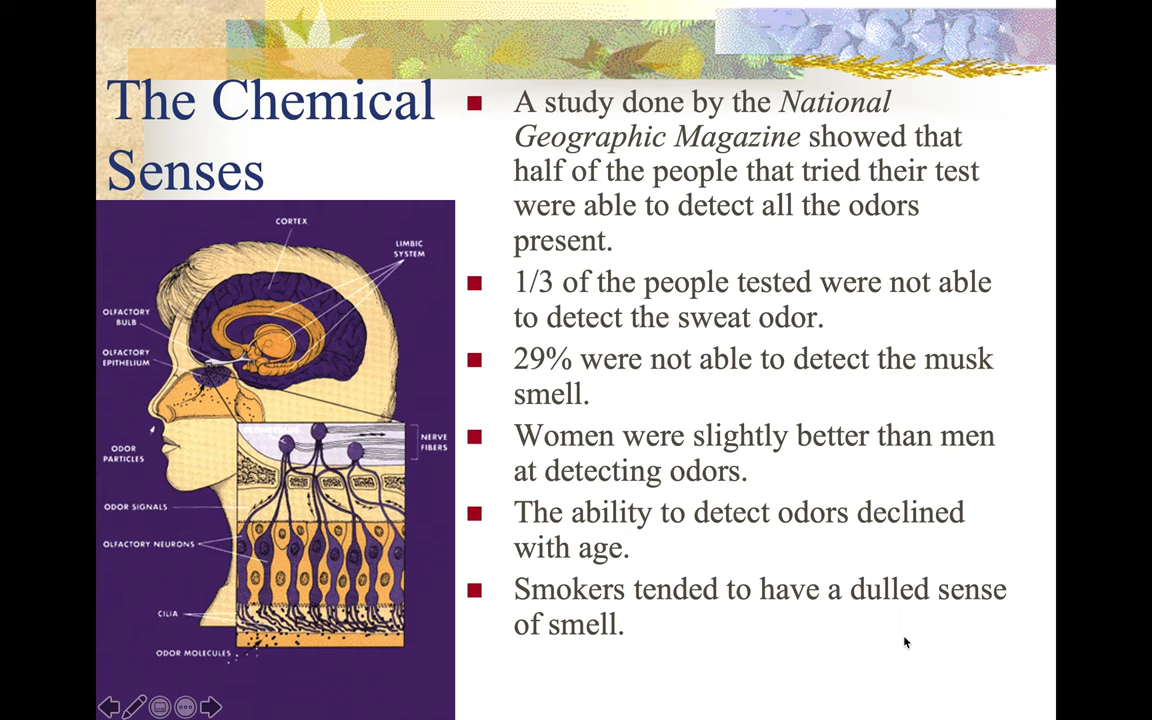 The Chemical
Senses
A study done by the National
Geographic Magazine showed that
half of the people that tried their test
were able to detect all the odors
present.
1/3 of the people tested were not able
to detect the sweat odor.
29% were not able to detect the musk
smell.
Women were slightly better than men
at detecting odors.
The ability to detect odors declined
with age.
Smokers tended to have a dulled sense
of smell.
CORTEX
LIMBIC
SYSTEM
OLFACTORY
BULB
OLFACTORY
EPITHELIUM
ODOR
PARTICLES
NERVE
FIBERS
ODOR SIGNALS
OLFACTORY NEURONS
CILIA
ODOR MOLECULES